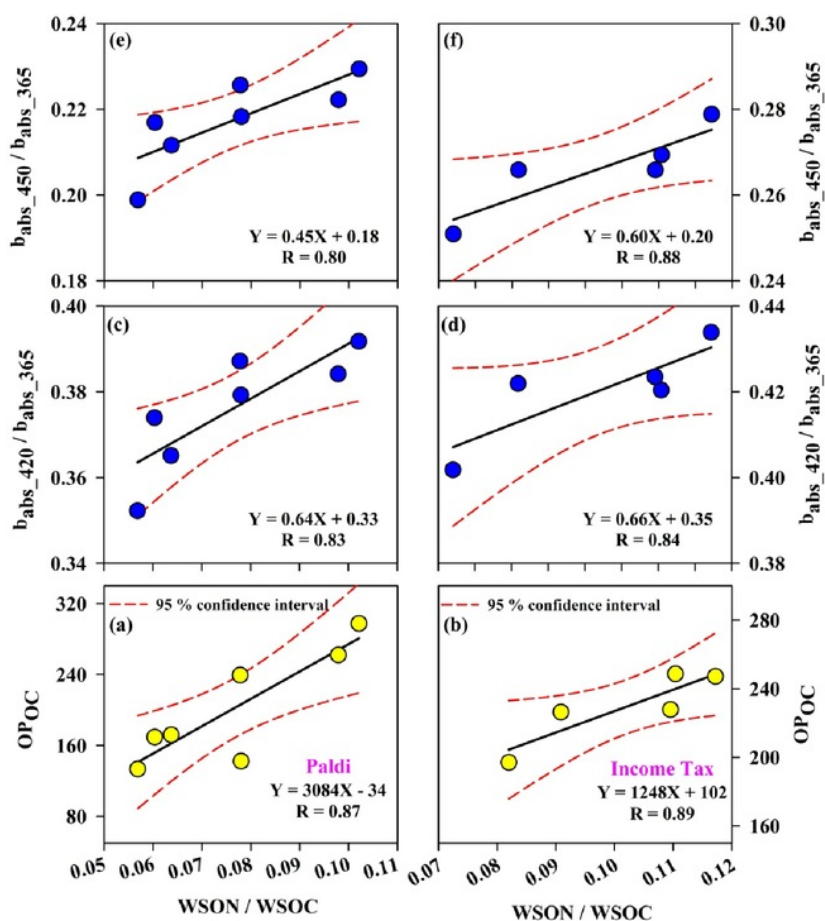 0.24
0.22
0.20
0.18
b_abs_450 / b_abs_365
(e)
Y = 0.45X + 0.18
R = 0.80
(f)
Y = 0.60X + 0.20
R = 0.88
0.30
0.28
0.26
0.24
b_abs_450 / b_abs_365
0.40
0.38
0.36
0.34
b_abs_420 / b_abs_365
(c)
Y = 0.64X + 0.33
R = 0.83
(d)
Y = 0.66X + 0.35
R = 0.84
0.44
0.42
0.40
0.38
b_abs_420 / b_abs_365
320
240
160
80
OP_OC
95 % confidence interval
(a)
Paldi
Y = 3084X - 34
R = 0.87
95 % confidence interval
(b)
Income Tax
Y = 1248X + 102
R = 0.89
280
240
200
160
OP_OC
0.05 0.06 0.07 0.08 0.09 0.10 0.11
WSON / WSOC
0.07 0.08 0.09 0.10 0.11 0.12
WSON / WSOC